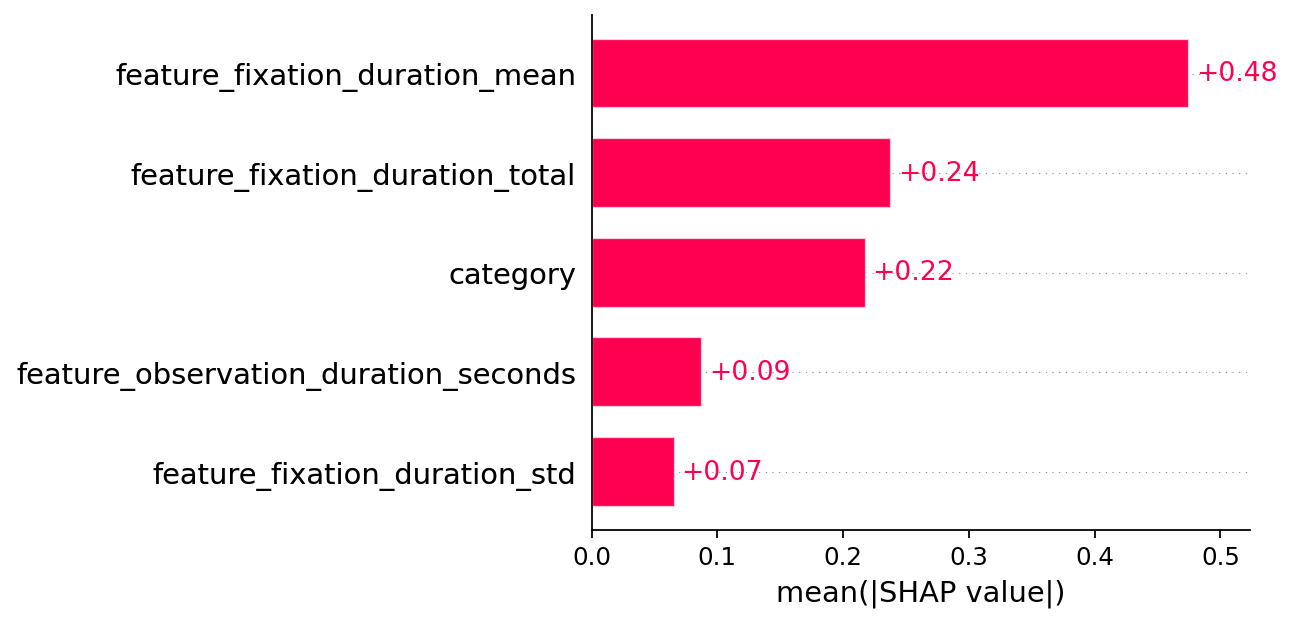 feature_fixation_duration_mean +0.48
feature_fixation_duration_total +0.24
category +0.22
feature_observation_duration_seconds +0.09
feature_fixation_duration_std +0.07
0.0 0.1 0.2 0.3 0.4 0.5
mean(|SHAP value|)